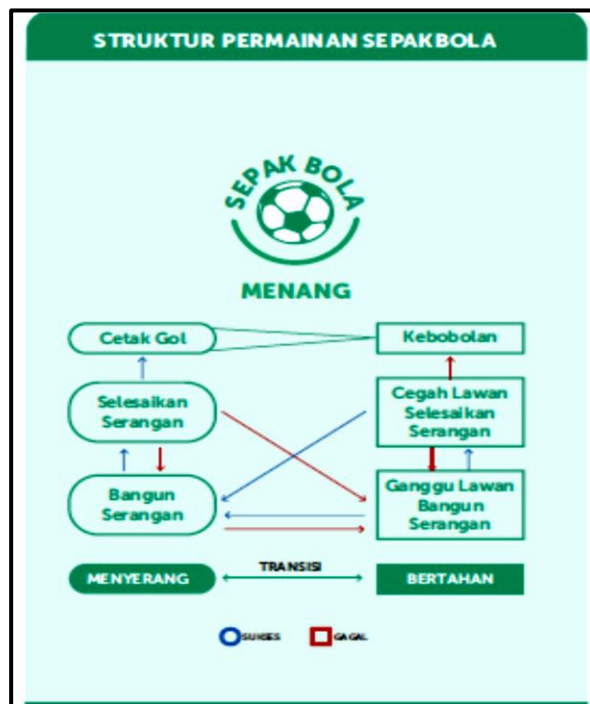 STRUKTUR PERMAINAN SEPAKBOLA
SEPAK BOLA
MENANG
Cetak Gol
Kebobolan
Selesaikan
Serangan
Cegah Lawan
Selesaikan
Serangan
Bangun
Serangan
Ganggu Lawan
Bangun
Serangan
MENYERANG
TRANSISI
BERTAHAN
SUKSES
GAGAL